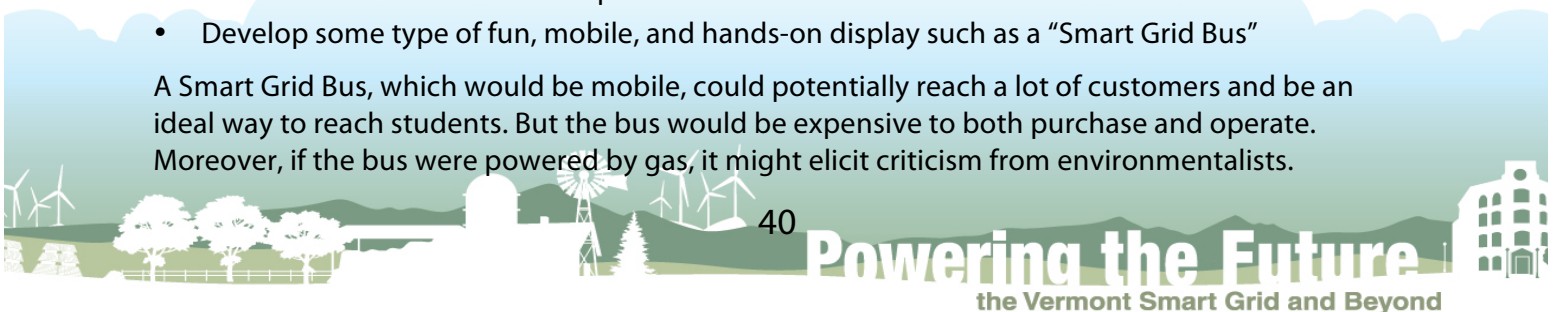 • Develop some type of fun, mobile, and hands-on display such as a “Smart Grid Bus”
A Smart Grid Bus, which would be mobile, could potentially reach a lot of customers and be an
ideal way to reach students. But the bus would be expensive to both purchase and operate.
Moreover, if the bus were powered by gas, it might elicit criticism from environmentalists.
40
Powering the Future
the Vermont Smart Grid and Beyond